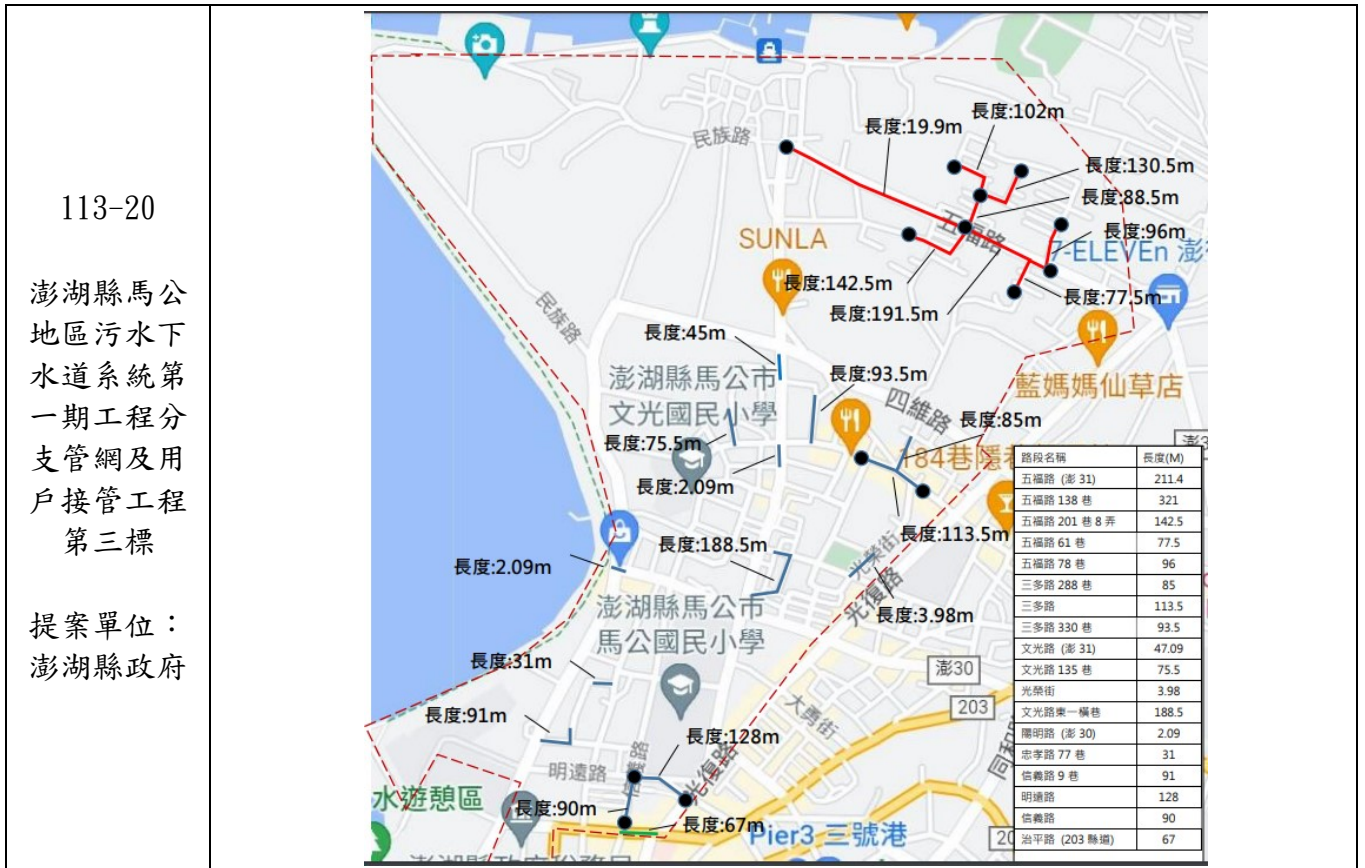 113-20
澎湖縣馬公
地區污水下
水道系統第
一期工程分
支管網及用
戶接管工程
第三標
提案單位：
澎湖縣政府
長度:102m
長度:19.9m
民族路
長度:130.5m
長度:88.5m
五福路
長度:96m
SUNLA
7-ELEVEn 澎
長度:142.5m
長度:77.5m
長度:191.5m
民族路
長度:45m
長度:93.5m
澎湖縣馬公市
文光國民小學
藍媽媽仙草店
四維路
長度:85m
長度:75.5m
184巷隱
長度:2.09m
長度:113.5m
長度:188.5m
光榮街
長度:2.09m
光復路
長度:3.98m
澎湖縣馬公市
馬公國民小學
長度:31m
澎30
203
大勇街
長度:91m
長度:128m
同和
信義路
明遠路
光復路
水遊憩區
長度:90m
長度:67m
Pier3 三號港
20
路段名稱 長度(M)
五福路 (澎 31) 211.4
五福路 138 巷 321
五福路 201 巷 8 弄 142.5
五福路 61 巷 77.5
五福路 78 巷 96
三多路 288 巷 85
三多路 113.5
三多路 330 巷 93.5
文光路 (澎 31) 47.09
文光路 135 巷 75.5
光榮街 3.98
文光路東一橫巷 188.5
陽明路 (澎 30) 2.09
忠孝路 77 巷 31
信義路 9 巷 91
明遠路 128
信義路 90
治平路 (203 縣道) 67